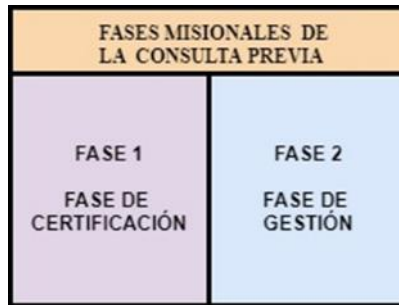 FASES MISIONALES DE
LA CONSULTA PREVIA
FASE 1
FASE DE
CERTIFICACIÓN
FASE 2
FASE DE
GESTIÓN